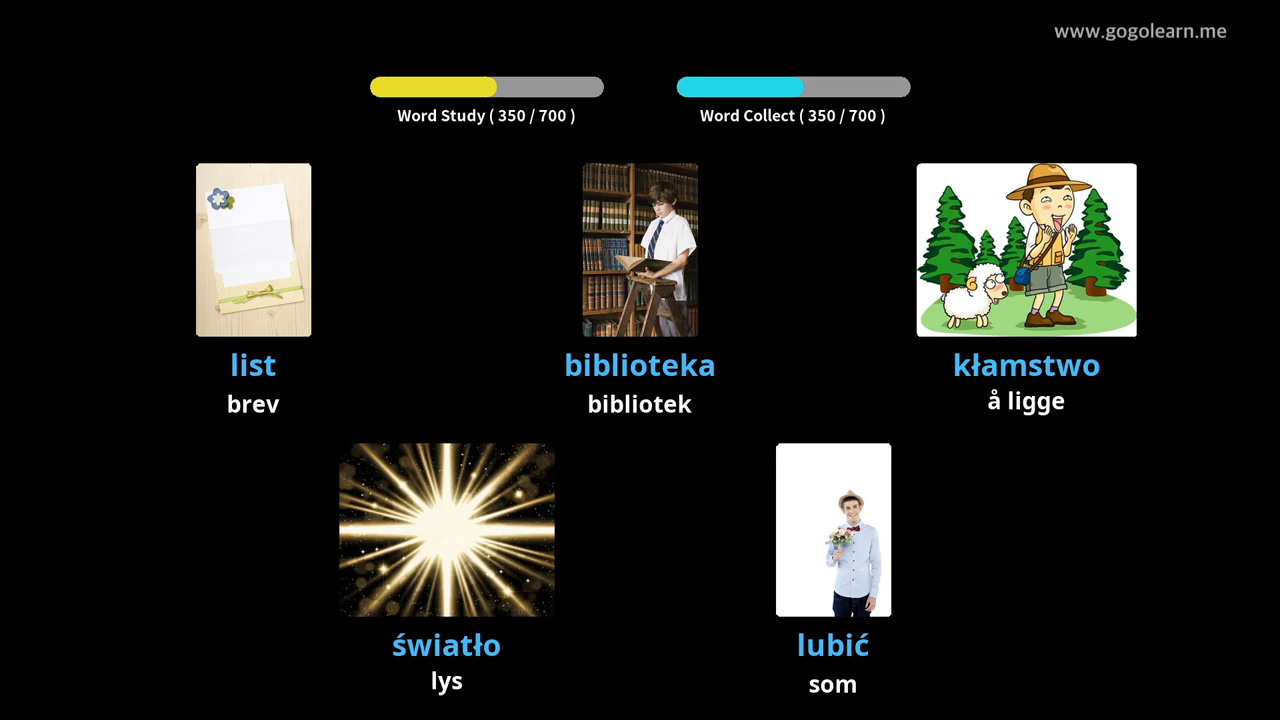 www.gogolearn.me
Word Study ( 350 / 700 )
Word Collect ( 350 / 700 )
list
brev
biblioteka
bibliotek
kłamstwo
å ligge
światło
lys
lubić
som